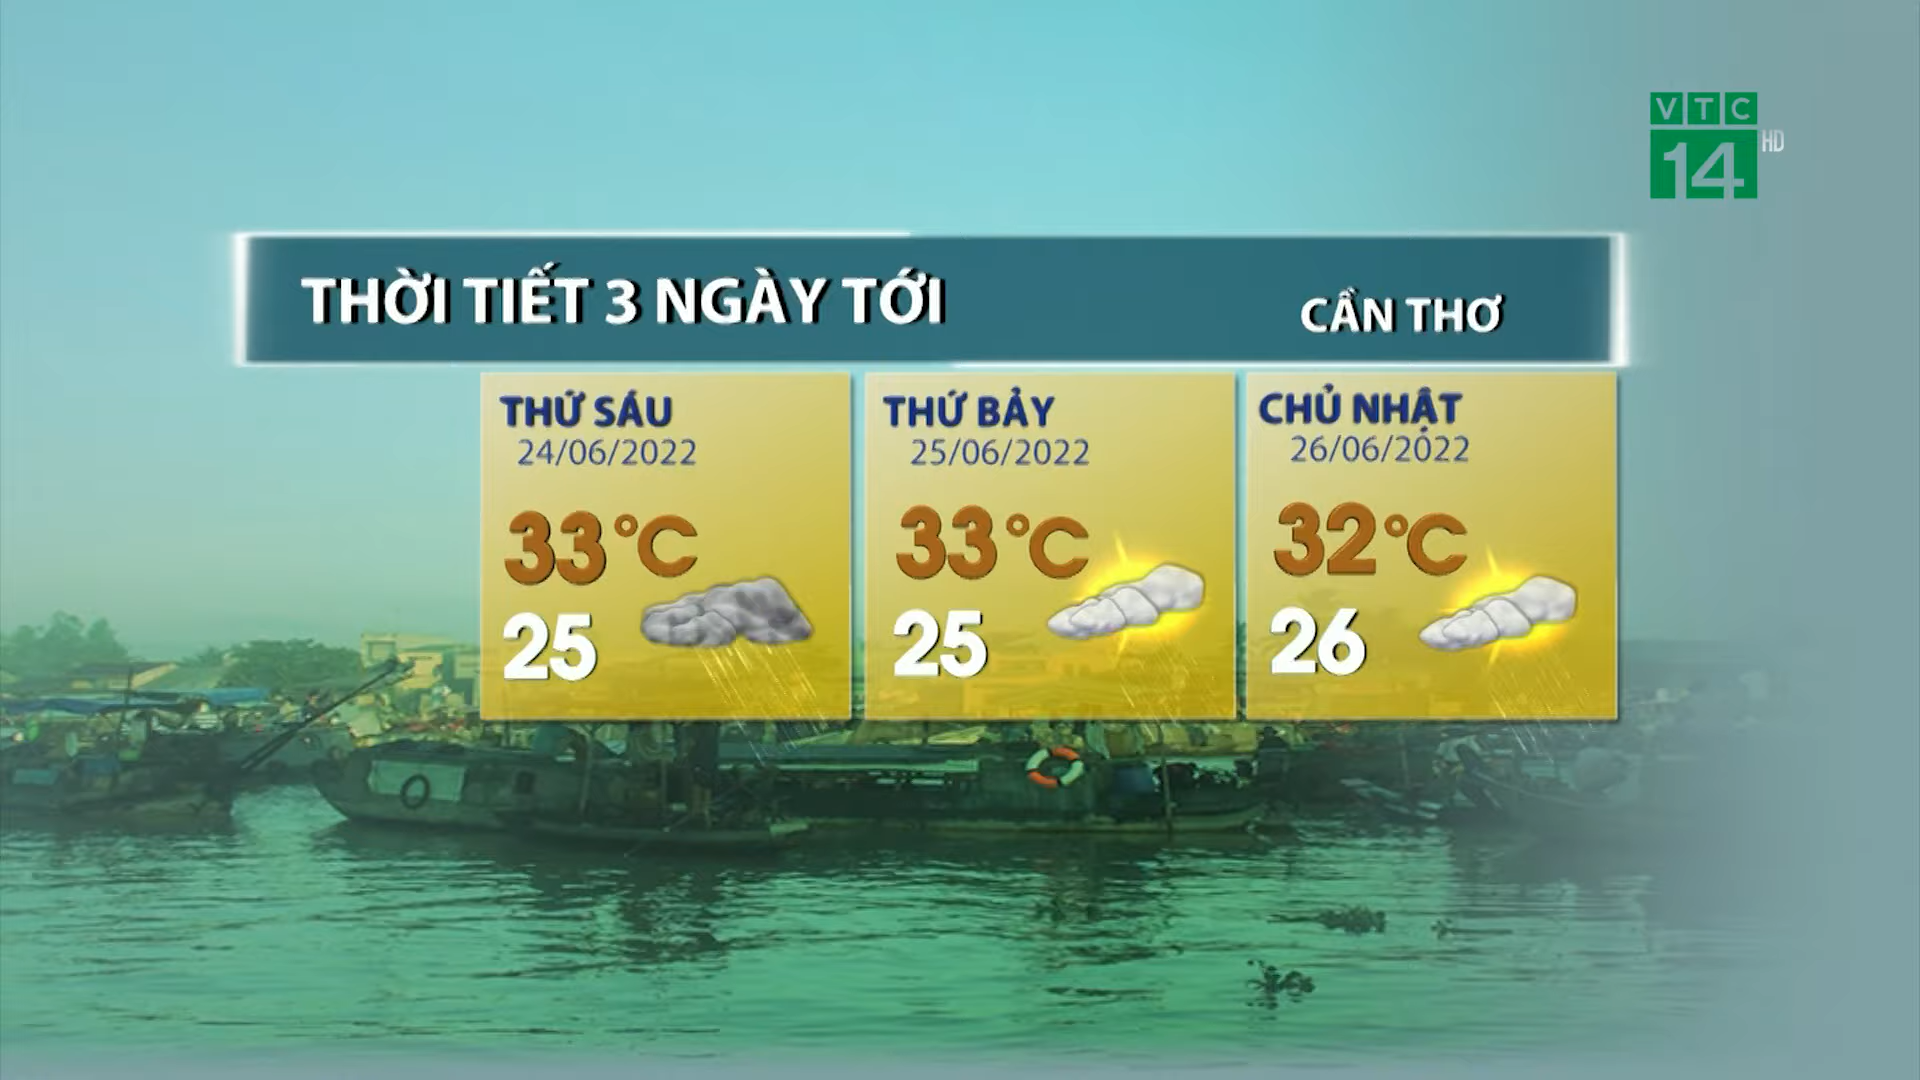 VTC
14 HD
THỜI TIẾT 3 NGÀY TỚI
CẦN THƠ
THỨ SÁU
24/06/2022
33°C
25
THỨ BẢY
25/06/2022
33°C
25
CHỦ NHẬT
26/06/2022
32°C
26